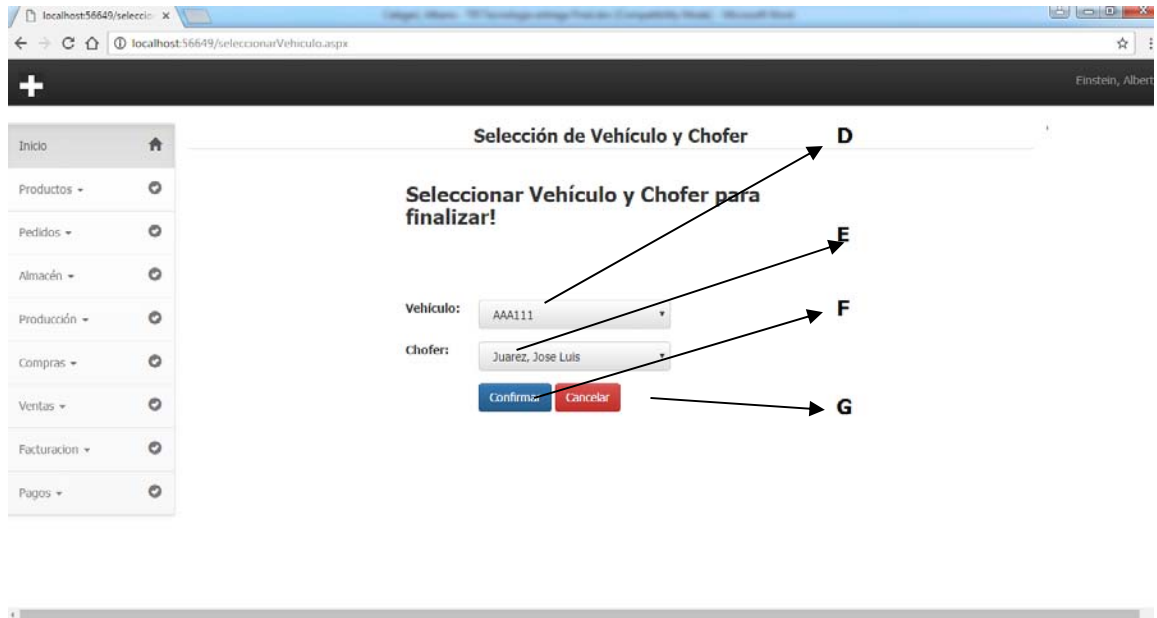 localhost:56649/seleccio
localhost:56649/seleccionarVehiculo.aspx
Einstein, Albert
Inicio
Productos
Pedidos
Almacén
Producción
Compras
Ventas
Facturacion
Pagos
Selección de Vehículo y Chofer
D
Seleccionar Vehículo y Chofer para
finalizar!
E
Vehículo: AAA111
F
Chofer: Juarez, Jose Luis
Confirmar Cancelar
G